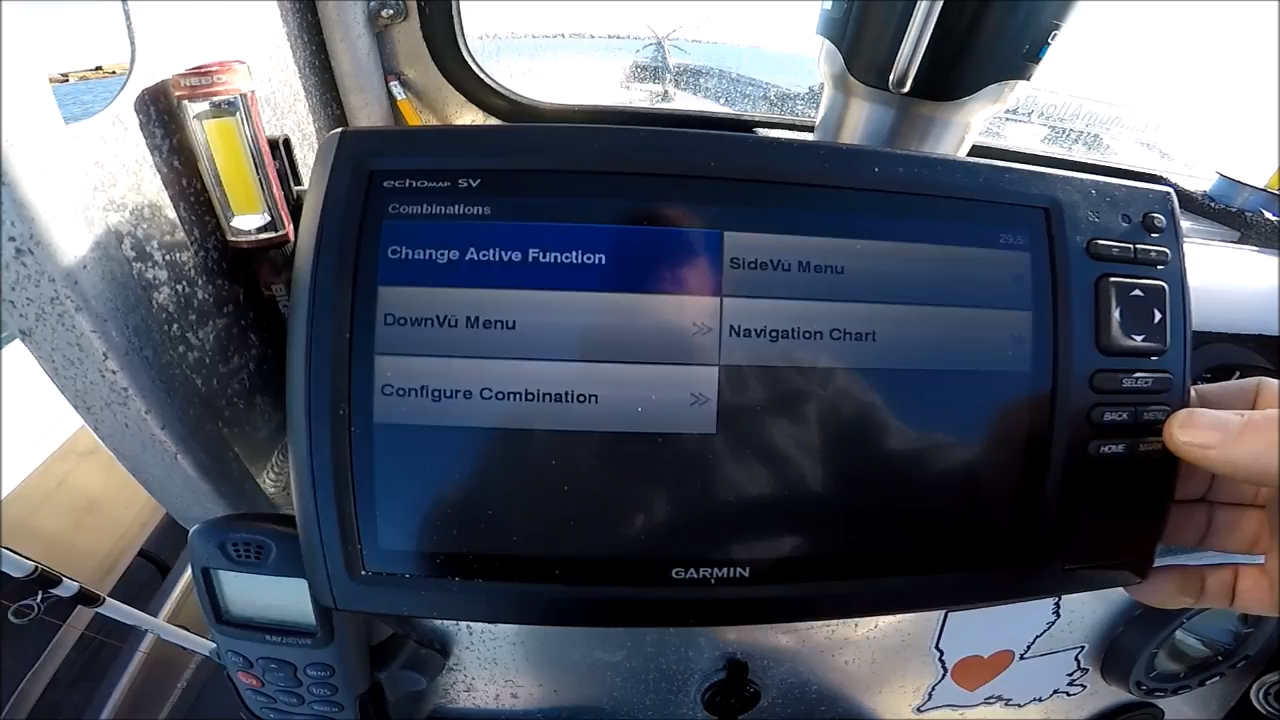 NEBO
echoMAP SV
Combinations
29.5
Change Active Function
SideVü Menu
DownVü Menu
Navigation Chart
Configure Combination
SELECT
BACK MENU
HOME MARK
GARMIN